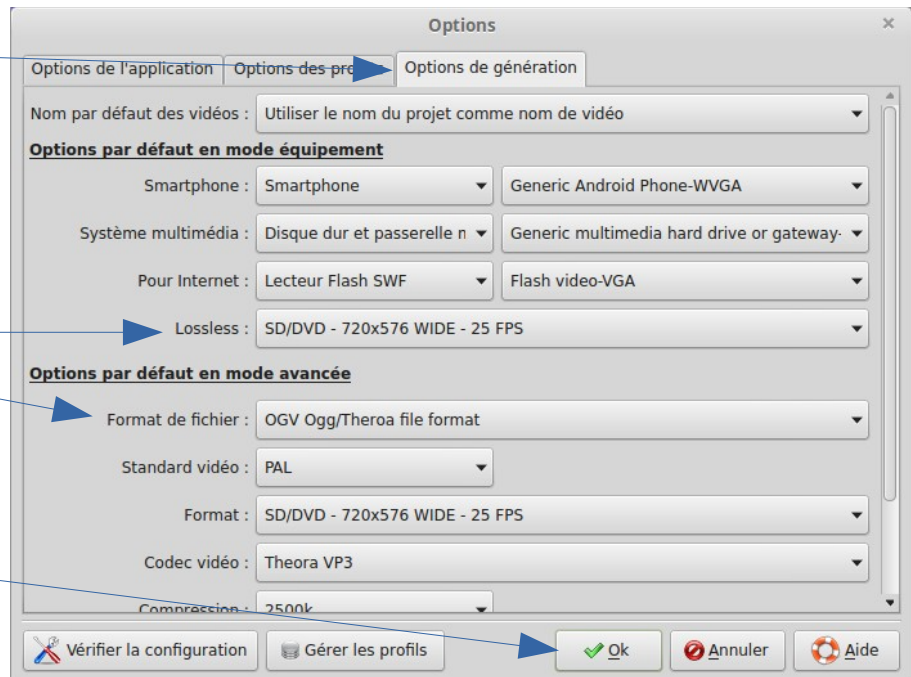 Options
Options de l'application
Options des pro
Options de génération
Nom par défaut des vidéos : Utiliser le nom du projet comme nom de vidéo
Options par défaut en mode équipement
Smartphone : Smartphone Generic Android Phone-WVGA
Système multimédia : Disque dur et passerelle n Generic multimedia hard drive or gateway-
Pour Internet : Lecteur Flash SWF Flash video-VGA
Lossless : SD/DVD - 720x576 WIDE - 25 FPS
Options par défaut en mode avancée
Format de fichier : OGV Ogg/Theroa file format
Standard vidéo : PAL
Format : SD/DVD - 720x576 WIDE - 25 FPS
Codec vidéo : Theora VP3
Compression : 2500k
Vérifier la configuration
Gérer les profils
Ok
Annuler
Aide